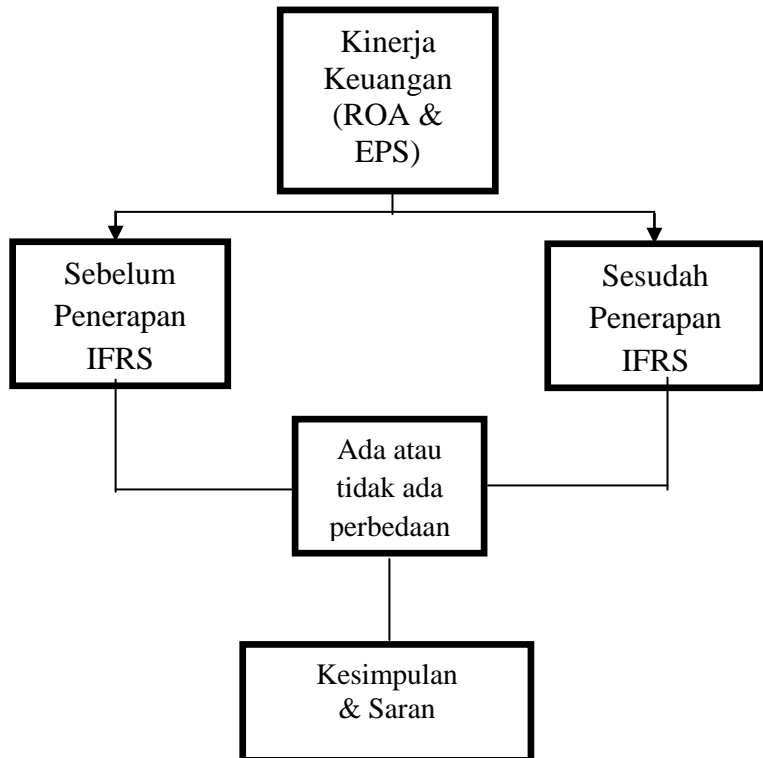 Kinerja
Keuangan
(ROA &
EPS)
Sebelum
Penerapan
IFRS
Sesudah
Penerapan
IFRS
Ada atau
tidak ada
perbedaan
Kesimpulan
& Saran